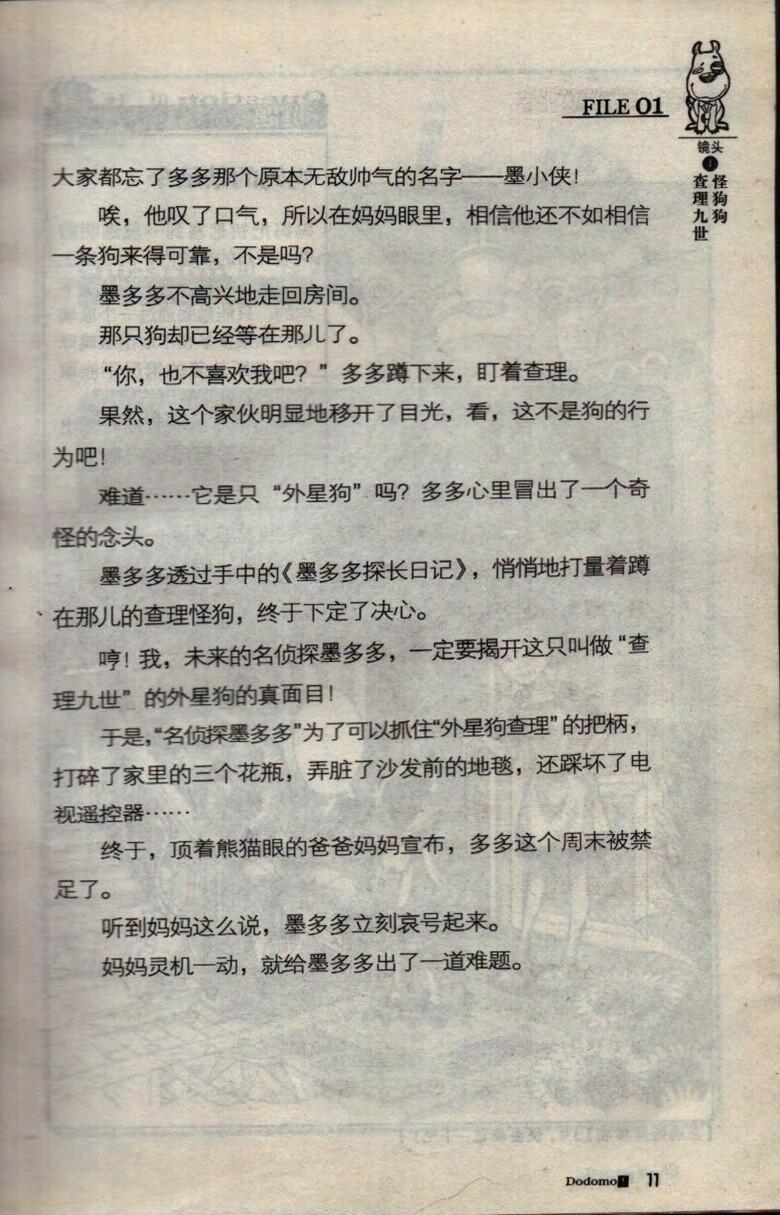 FILE 01
镜头
怪狗狗
查理九世
大家都忘了多多那个原本无敌帅气的名字——墨小侠！
唉，他叹了口气，所以在妈妈眼里，相信他还不如相信
一条狗来得可靠，不是吗？
墨多多不高兴地走回房间。
那只狗却已经等在那儿了。
“你，也不喜欢我吧？”多多蹲下来，盯着查理。
果然，这个家伙明显地移开了目光，看，这不是狗的行
为吧！
难道……它是只“外星狗”吗？多多心里冒出了一个奇
怪的念头。
墨多多透过手中的《墨多多探长日记》，悄悄地打量着蹲
在那儿的查理怪狗，终于下定了决心。
哼！我，未来的名侦探墨多多，一定要揭开这只叫做“查
理九世”的外星狗的真面目！
于是，“名侦探墨多多”为了可以抓住“外星狗查理”的把柄，
打碎了家里的三个花瓶，弄脏了沙发前的地毯，还踩坏了电
视遥控器……
终于，顶着熊猫眼的爸爸妈妈宣布，多多这个周末被禁
足了。
听到妈妈这么说，墨多多立刻哀号起来。
妈妈灵机一动，就给墨多多出了一道难题。
Dodomo! 11